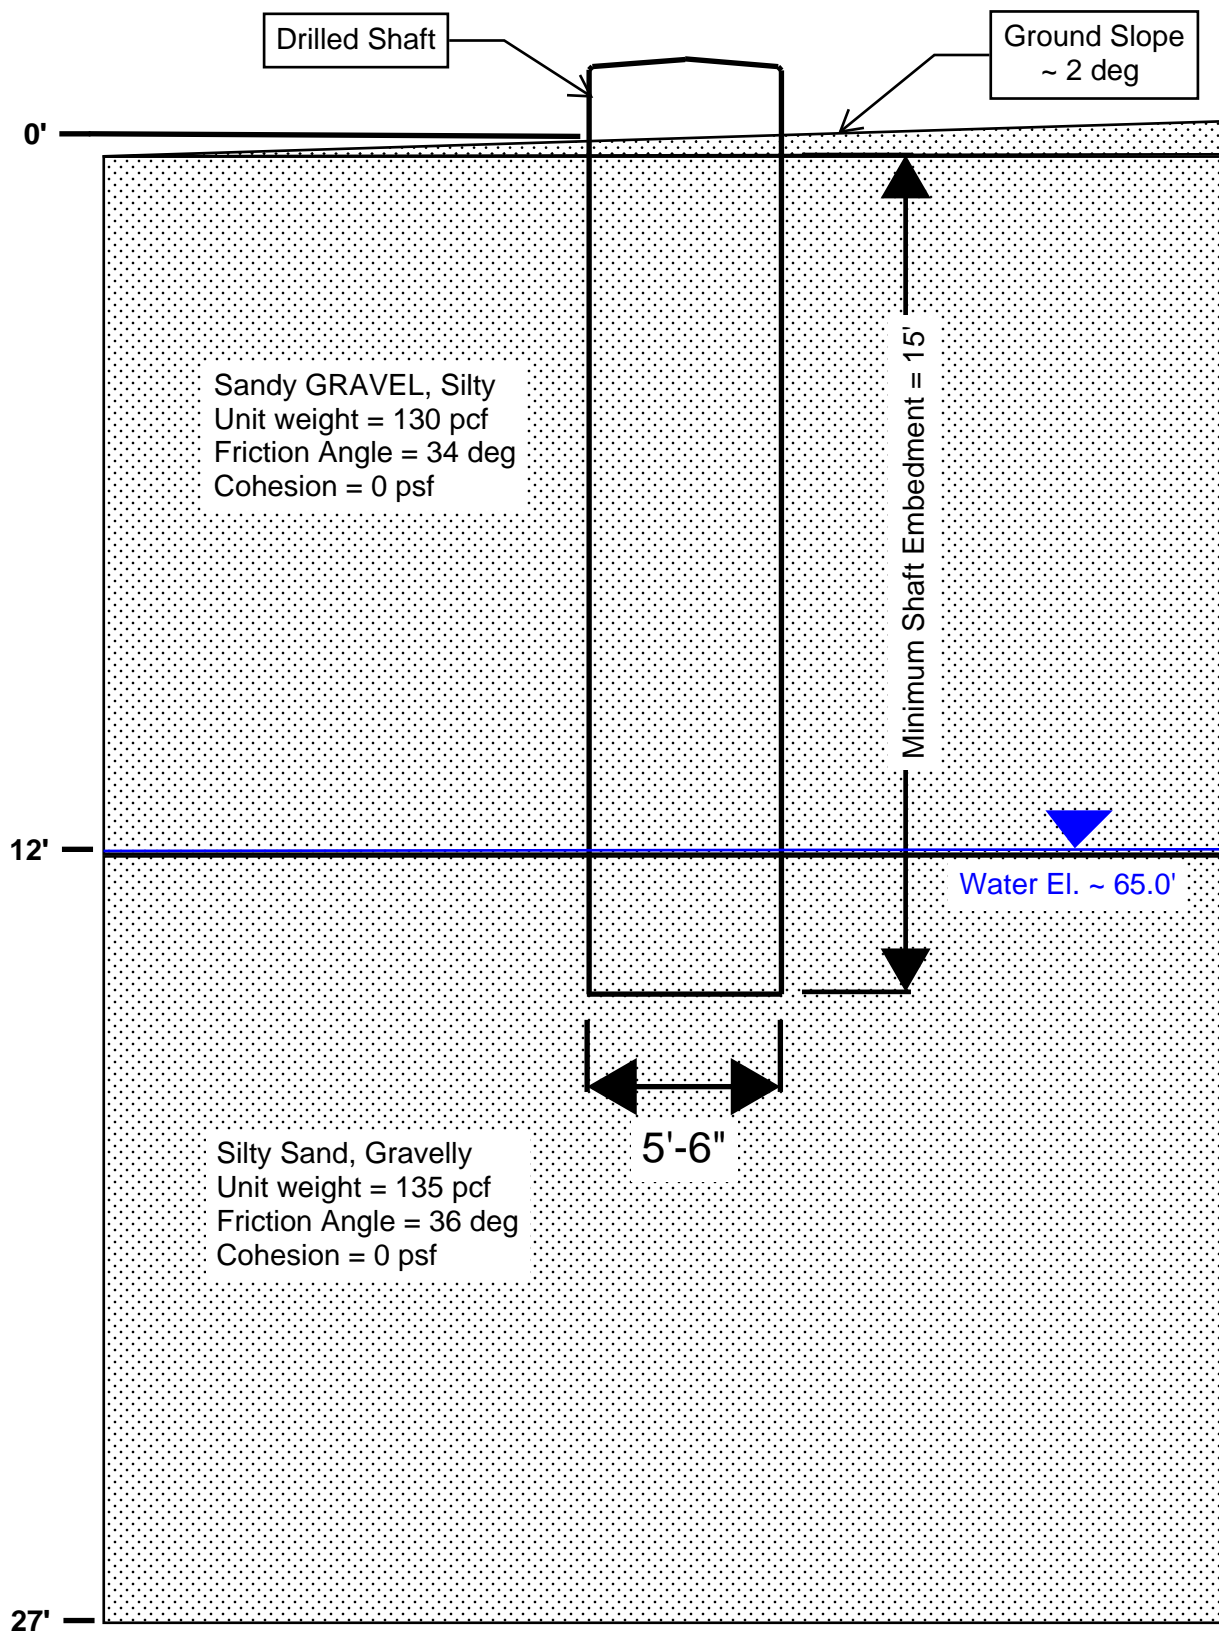 Drilled Shaft
Ground Slope
~ 2 deg
0'
Sandy GRAVEL, Silty
Unit weight = 130 pcf
Friction Angle = 34 deg
Cohesion = 0 psf
Minimum Shaft Embedment = 15'
12'
Water El. ~ 65.0'
5'-6"
Silty Sand, Gravelly
Unit weight = 135 pcf
Friction Angle = 36 deg
Cohesion = 0 psf
27'